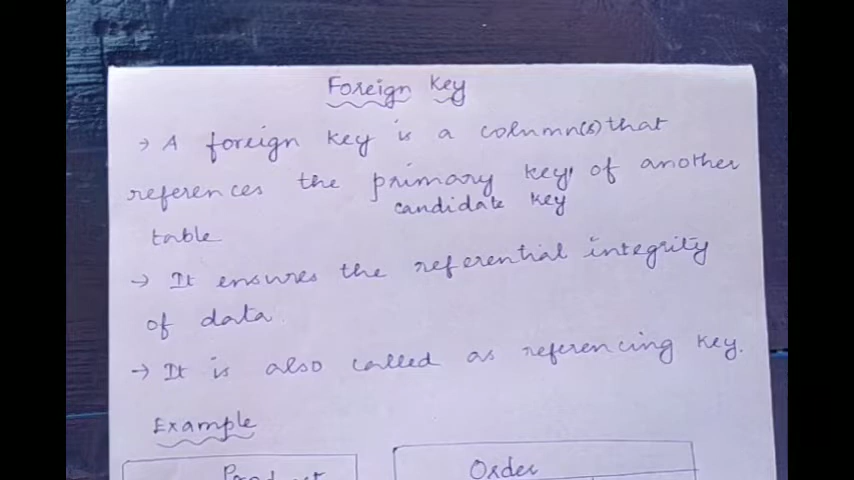 Foreign key
→ A foreign key is a column(s) that
references the primary key/ of another
candidate key
table
→ It ensures the referential integrity
of data.
→ It is also called as referencing key.
Example
Product Order